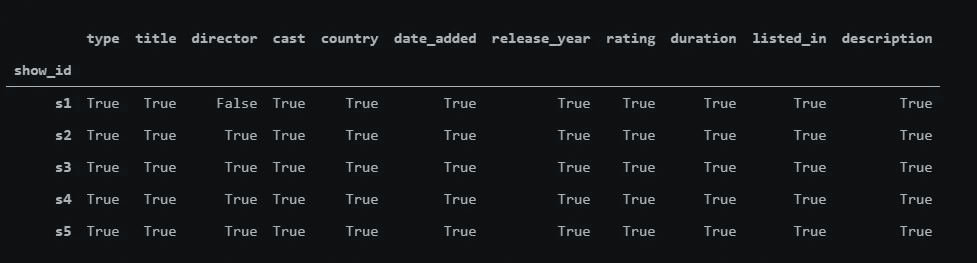 type title director cast country date_added release_year rating duration listed_in description
show_id
s1 True True False True True True True True True True True
s2 True True True True True True True True True True True
s3 True True True True True True True True True True True
s4 True True True True True True True True True True True
s5 True True True True True True True True True True True